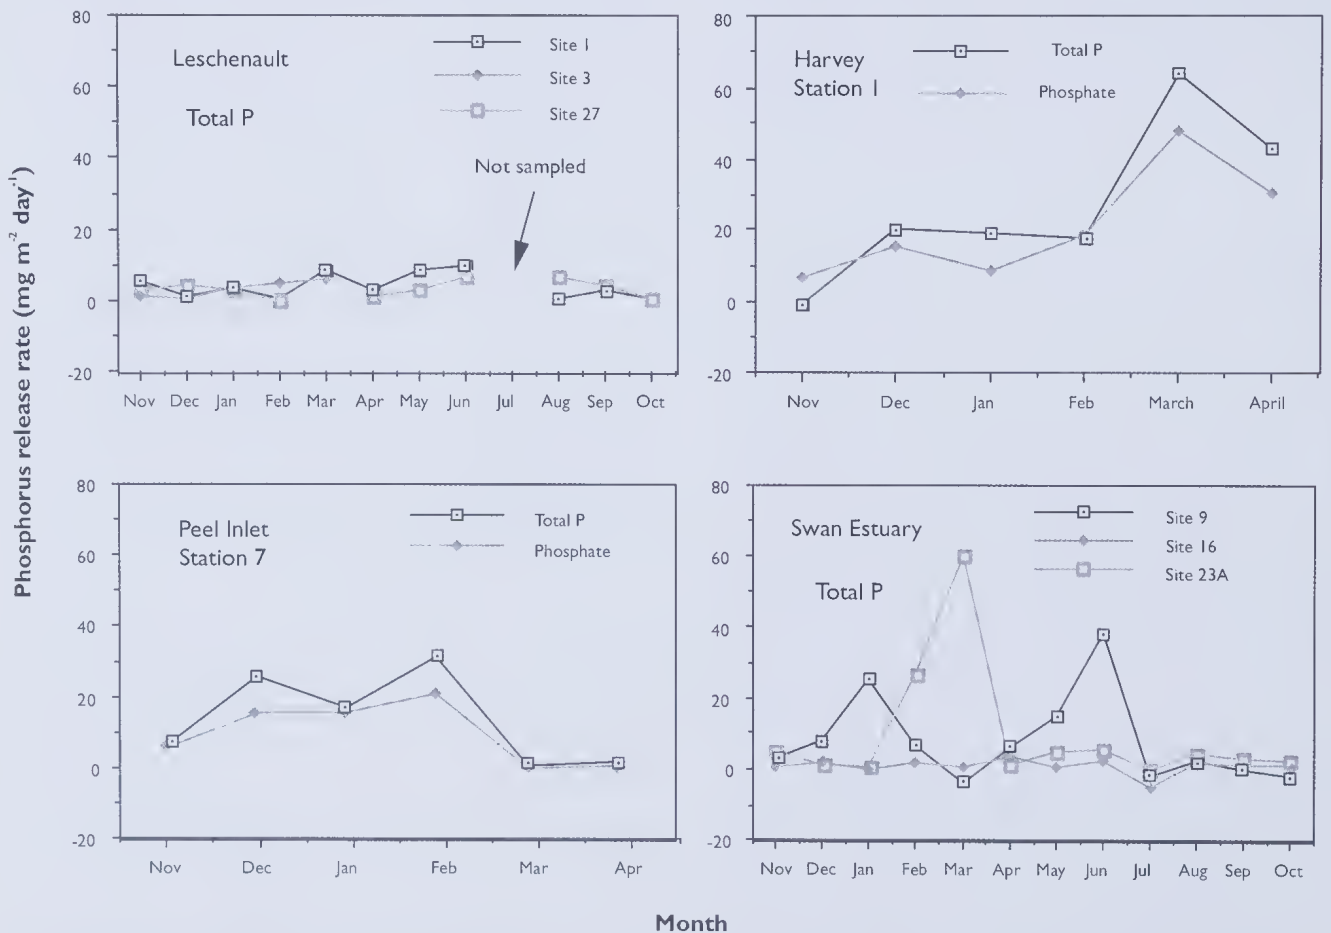 Phosphorus release rate (mg m⁻² day⁻¹)
80
60
40
20
0
-20
Leschenault
Total P
Site 1
Site 3
Site 27
Not sampled
Nov Dec Jan Feb Mar Apr May Jun Jul Aug Sep Oct
80
60
40
20
0
-20
Harvey
Station 1
Total P
Phosphate
Nov Dec Jan Feb March April
80
60
40
20
0
-20
Peel Inlet
Station 7
Total P
Phosphate
Nov Dec Jan Feb Mar Apr
80
60
40
20
0
-20
Swan Estuary
Total P
Site 9
Site 16
Site 23A
Nov Dec Jan Feb Mar Apr May Jun Jul Aug Sep Oct
Month